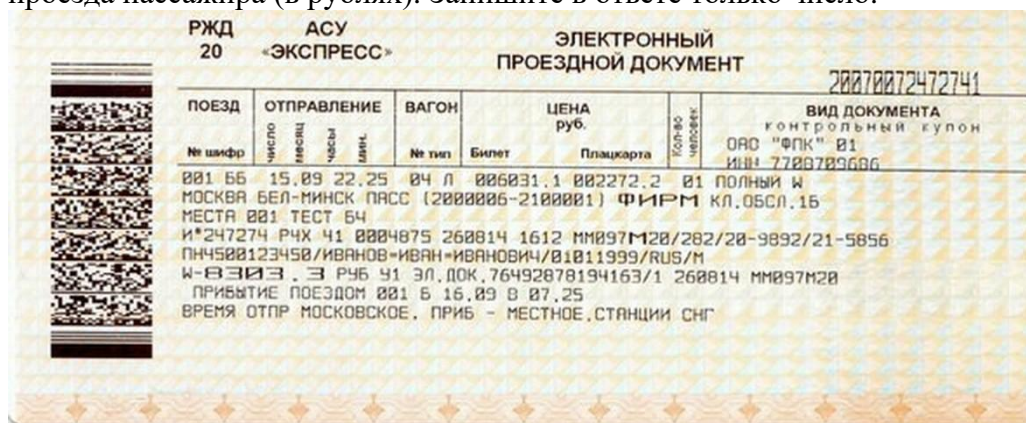 проезда пассажира (в рублях). Запишите в ответе только число.
РЖД АСУ
20 «ЭКСПРЕСС»
ЭЛЕКТРОННЫЙ
ПРОЕЗДНОЙ ДОКУМЕНТ
20070072472741
ПОЕЗД ОТПРАВЛЕНИЕ ВАГОН ЦЕНА руб. Кол-во человек ВИД ДОКУМЕНТА
№ шифр число месяц часы мин. № тип Билет Плацкарта
контрольный купон
ОАО "ФПК" 01
ИНН 7708709686
001 ББ 15.09 22.25 04 Л 006031.1 002272.2 01 ПОЛНЫЙ W
МОСКВА БЕЛ-МИНСК ПАСС (2000006-2100001) ФИРМ КЛ.ОБСЛ.1Б
МЕСТА 001 ТЕСТ БЧ
И*247274 РЧХ Ч1 0004875 260814 1612 ММ097М20/282/20-9892/21-5856
ПН4500123450/ИВАНОВ=ИВАН=ИВАНОВИЧ/01011999/RUS/М
W-8303.3 РУБ Ч1 ЭЛ.ДОК.76492878194163/1 260814 ММ097М20
ПРИБЫТИЕ ПОЕЗДОМ 001 Б 16.09 В 07.25
ВРЕМЯ ОТПР МОСКОВСКОЕ. ПРИБ - МЕСТНОЕ.СТАНЦИИ СНГ